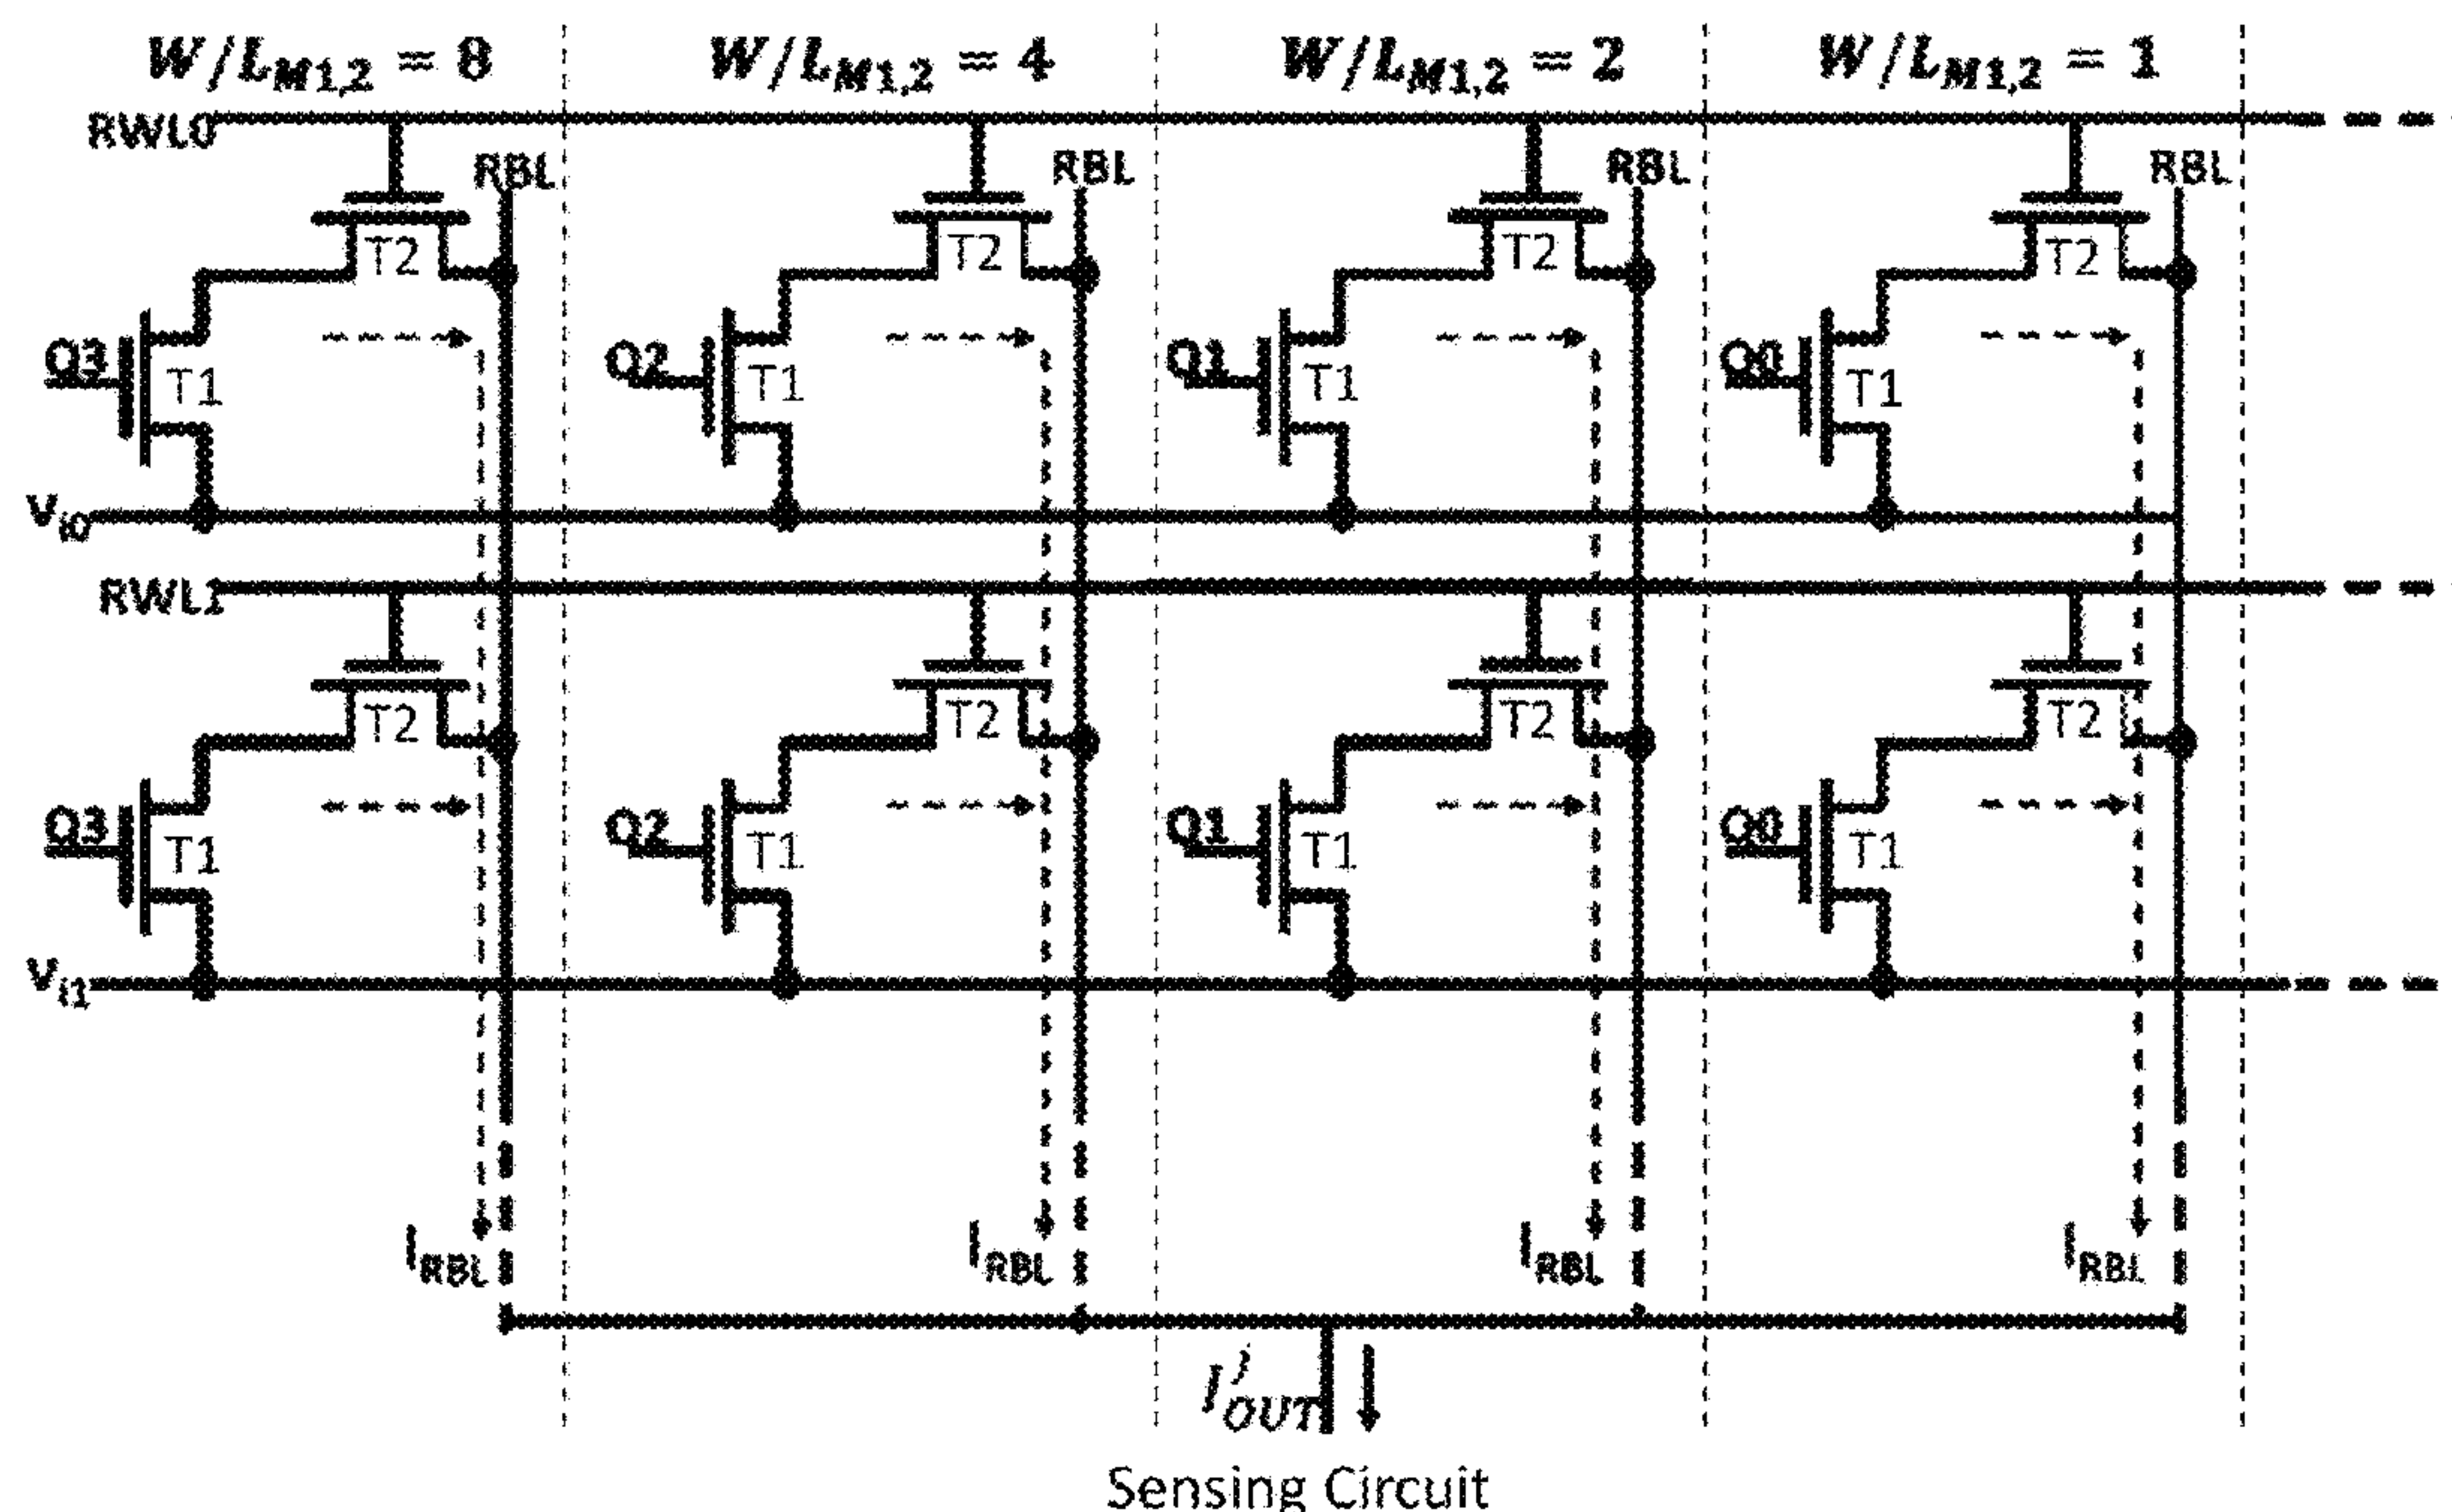 W/L_M1,2 = 8 W/L_M1,2 = 4 W/L_M1,2 = 2 W/L_M1,2 = 1
RWL0
RBL RBL RBL RBL
T2 T2 T2 T2
Q3 T1 Q2 T1 Q1 T1 Q0 T1
V_i0
RWL1
T2 T2 T2 T2
Q3 T1 Q2 T1 Q1 T1 Q0 T1
V_i1
I_RBL I_RBL I_RBL I_RBL
I^j_OUT
Sensing Circuit